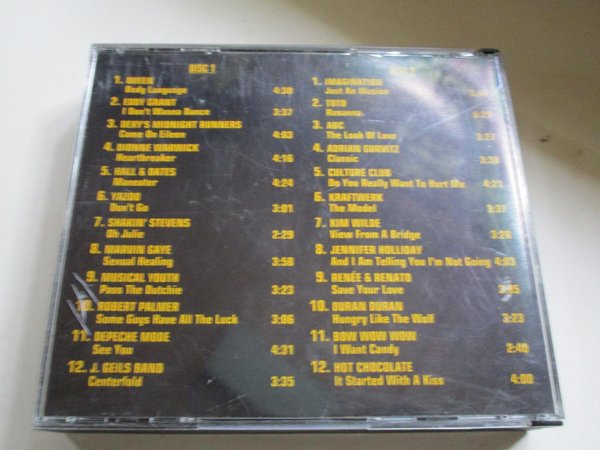 DISC 1
1. QUEEN
Body Language 4:30
2. EDDY GRANT
I Don't Wanna Dance 3:37
3. DEXY'S MIDNIGHT RUNNERS
Come On Eileen 4:03
4. DIONNE WARWICK
Heartbreaker 4:16
5. HALL & OATES
Maneater 4:24
6. YAZOO
Don't Go 3:01
7. SHAKIN' STEVENS
Oh Julie 2:29
8. MARVIN GAYE
Sexual Healing 3:58
9. MUSICAL YOUTH
Pass The Dutchie 3:23
10. ROBERT PALMER
Some Guys Have All The Luck 3:06
11. DEPECHE MODE
See You 4:31
12. J. GEILS BAND
Centerfold 3:35
1. IMAGINATION
Just An Illusion
2. TOTO
Rosanna
3. ABC
The Look Of Love 3:27
4. ADRIAN GURVITZ
Classic
5. CULTURE CLUB
Do You Really Want To Hurt Me 4:21
6. KRAFTWERK
The Model 3:37
7. KIM WILDE
View From A Bridge
8. JENNIFER HOLLIDAY
And I Am Telling You I'm Not Going 4:03
9. RENÉE & RENATO
Save Your Love
10. DURAN DURAN
Hungry Like The Wolf 3:23
11. BOW WOW WOW
I Want Candy
12. HOT CHOCOLATE
It Started With A Kiss 4:00